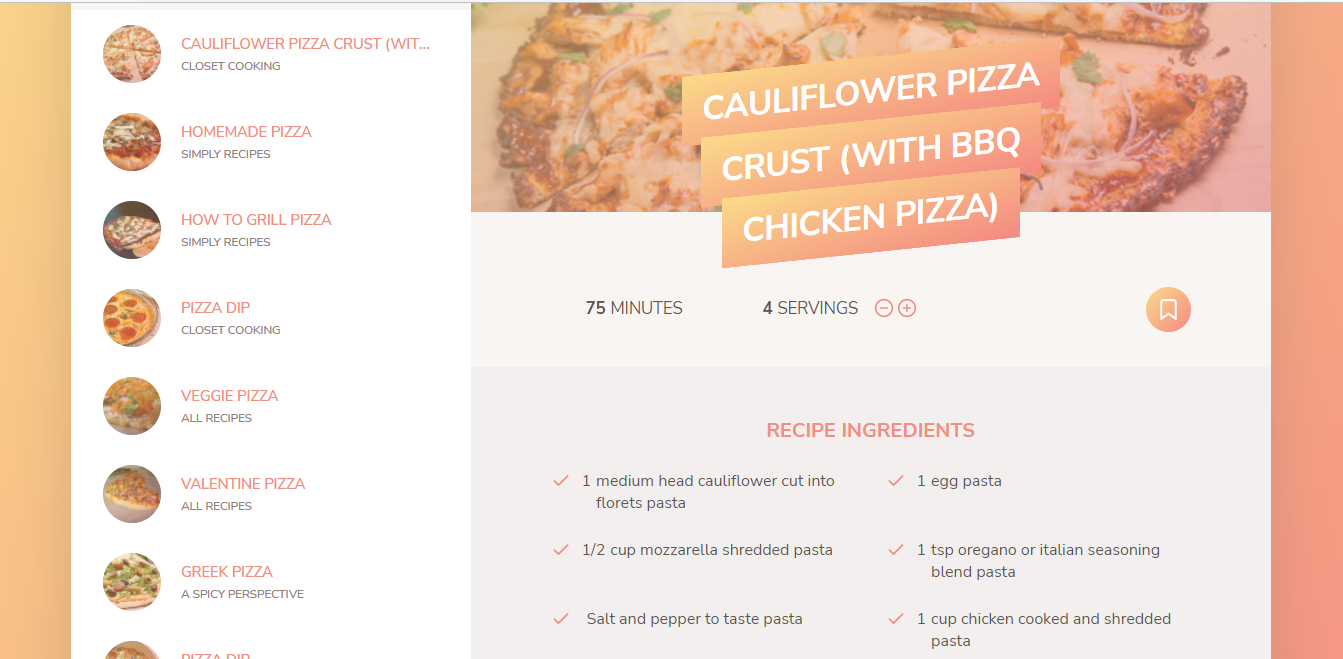 CAULIFLOWER PIZZA CRUST (WIT...
CLOSET COOKING
HOMEMADE PIZZA
SIMPLY RECIPES
HOW TO GRILL PIZZA
SIMPLY RECIPES
PIZZA DIP
CLOSET COOKING
VEGGIE PIZZA
ALL RECIPES
VALENTINE PIZZA
ALL RECIPES
GREEK PIZZA
A SPICY PERSPECTIVE
PIZZA DIP
CAULIFLOWER PIZZA
CRUST (WITH BBQ
CHICKEN PIZZA)
75 MINUTES
4 SERVINGS
RECIPE INGREDIENTS
1 medium head cauliflower cut into
florets pasta
1 egg pasta
1/2 cup mozzarella shredded pasta
1 tsp oregano or italian seasoning
blend pasta
Salt and pepper to taste pasta
1 cup chicken cooked and shredded
pasta